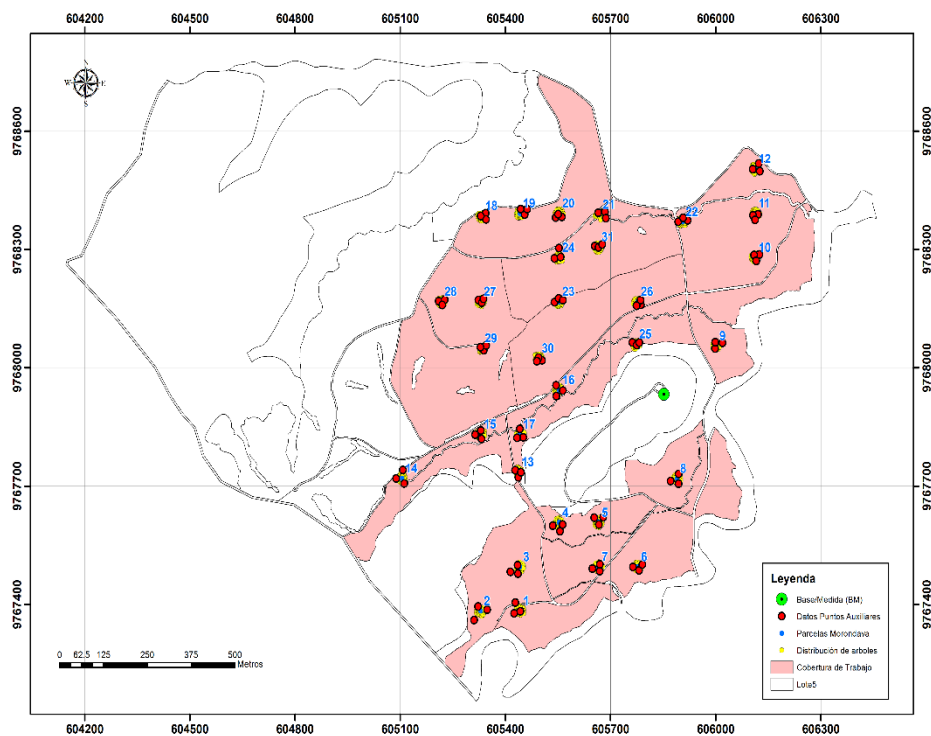 604200 604500 604800 605100 605400 605700 606000 606300
N
W E
S
9768600 9768600
12
18 19 20 21 22 11
31
24 10
9768300 9768300
28 27 23 26
29 30 25 9
9768000 9768000
16
15 17
14 13 8
9767700 9767700
4 5
3 7 6
2 1
9767400 9767400
Leyenda
Base/Medida (BM)
Datos Puntos Auxiliares
Parcelas Morondava
Distribución de arboles
Cobertura de Trabajo
Lote5
0 62,5 125 250 375 500
Metros
604200 604500 604800 605100 605400 605700 606000 606300